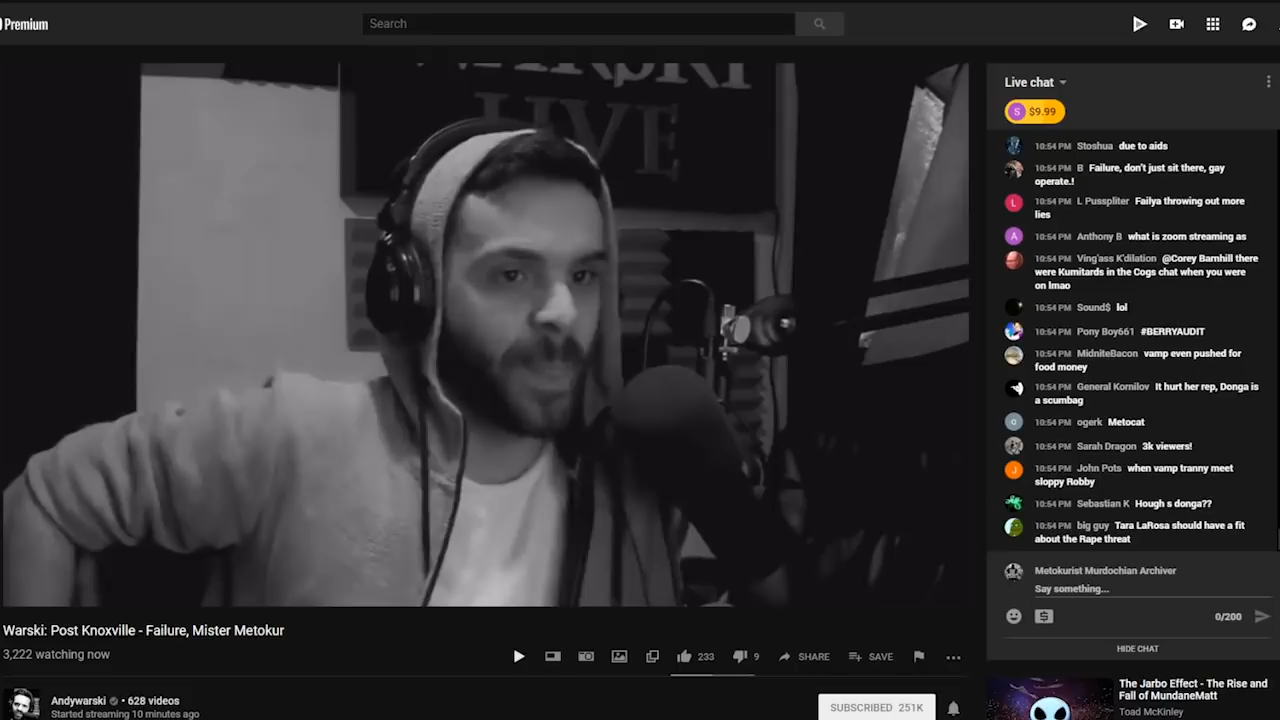 Premium
Search
WARSKI
LIVE
Live chat
S $9.99
10:54 PM Stoshua due to aids
10:54 PM B Failure, don't just sit there, gay
operate.!
L 10:54 PM L Pusspliter Failya throwing out more
lies
A 10:54 PM Anthony B what is zoom streaming as
10:54 PM Ving'ass K'dilation @Corey Barnhill there
were Kumitards in the Cogs chat when you were
on lmao
10:54 PM Sound$ lol
10:54 PM Pony Boy661 #BERRYAUDIT
10:54 PM MidniteBacon vamp even pushed for
food money
10:54 PM General Kornilov It hurt her rep, Donga is
a scumbag
o 10:54 PM ogerk Metocat
10:54 PM Sarah Dragon 3k viewers!
J 10:54 PM John Pots when vamp tranny meet
sloppy Robby
10:54 PM Sebastian K Hough s donga??
10:54 PM big guy Tara LaRosa should have a fit
about the Rape threat
Metokurist Murdochian Archiver
Say something...
0/200
HIDE CHAT
Warski: Post Knoxville - Failure, Mister Metokur
3,222 watching now
233 9 SHARE SAVE
Andywarski • 628 videos
Started streaming 10 minutes ago
SUBSCRIBED 251K
The Jarbo Effect - The Rise and
Fall of MundaneMatt
Toad McKinley